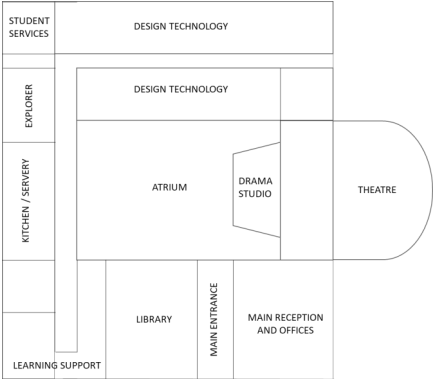 STUDENT
SERVICES
DESIGN TECHNOLOGY
EXPLORER
DESIGN TECHNOLOGY
KITCHEN / SERVERY
ATRIUM
DRAMA
STUDIO
THEATRE
LIBRARY
MAIN ENTRANCE
MAIN RECEPTION
AND OFFICES
LEARNING SUPPORT